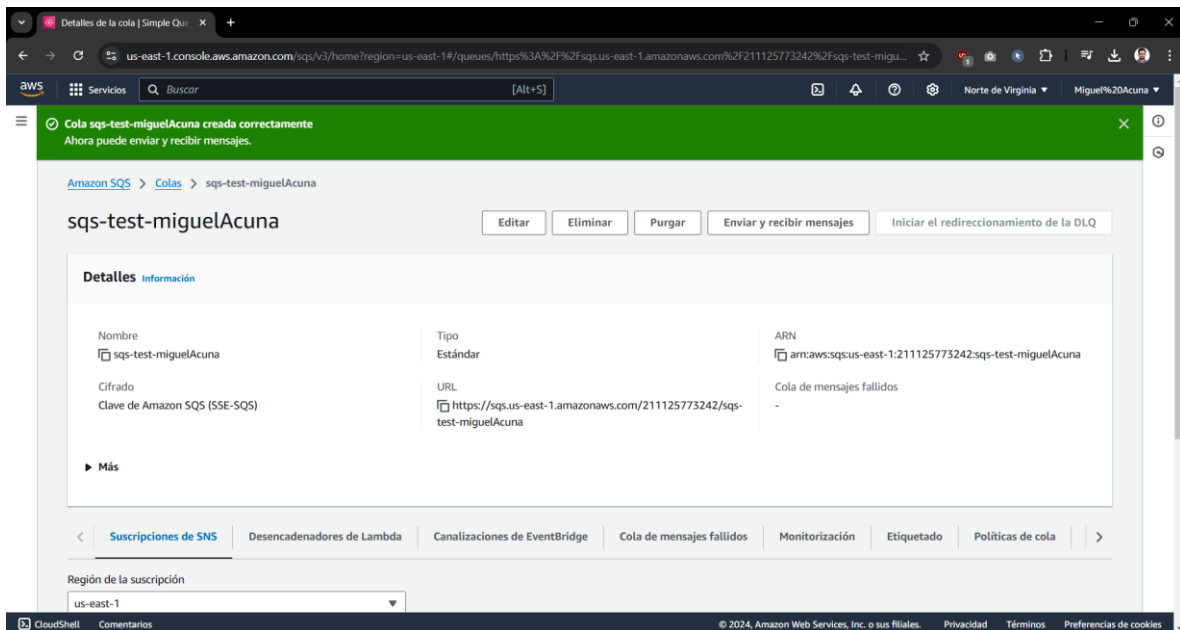 Detalles de la cola | Simple Que
us-east-1.console.aws.amazon.com/sqs/v3/home?region=us-east-1#/queues/https%3A%2F%2Fsqs.us-east-1.amazonaws.com%2F211125773242%2Fsqs-test-migu...
aws Servicios Buscar [Alt+S] Norte de Virginia Miguel%20Acuna
Cola sqs-test-miguelAcuna creada correctamente
Ahora puede enviar y recibir mensajes.
Amazon SQS > Colas > sqs-test-miguelAcuna
sqs-test-miguelAcuna Editar Eliminar Purgar Enviar y recibir mensajes Iniciar el redireccionamiento de la DLQ
Detalles Información
Nombre Tipo ARN
sqs-test-miguelAcuna Estándar arn:aws:sqs:us-east-1:211125773242:sqs-test-miguelAcuna
Cifrado URL Cola de mensajes fallidos
Clave de Amazon SQS (SSE-SQS) https://sqs.us-east-1.amazonaws.com/211125773242/sqs- -
test-miguelAcuna
Más
Suscripciones de SNS Desencadenadores de Lambda Canalizaciones de EventBridge Cola de mensajes fallidos Monitorización Etiquetado Políticas de cola
Región de la suscripción
us-east-1
CloudShell Comentarios © 2024, Amazon Web Services, Inc. o sus filiales. Privacidad Términos Preferencias de cookies